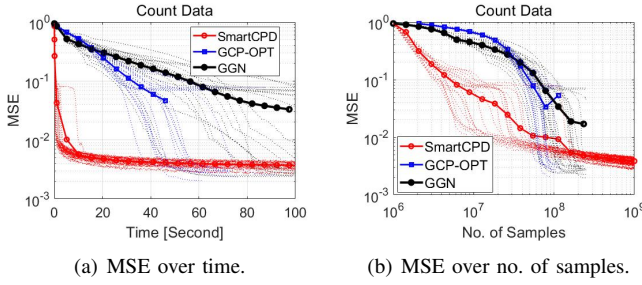 Count Data
SmartCPD
GCP-OPT
GGN
10^0
10^-1
10^-2
10^-3
MSE
0 20 40 60 80 100
Time [Second]
(a) MSE over time.
Count Data
10^0
10^-1
10^-2
10^-3
MSE
SmartCPD
GCP-OPT
GGN
10^6 10^7 10^8 10^9
No. of Samples
(b) MSE over no. of samples.